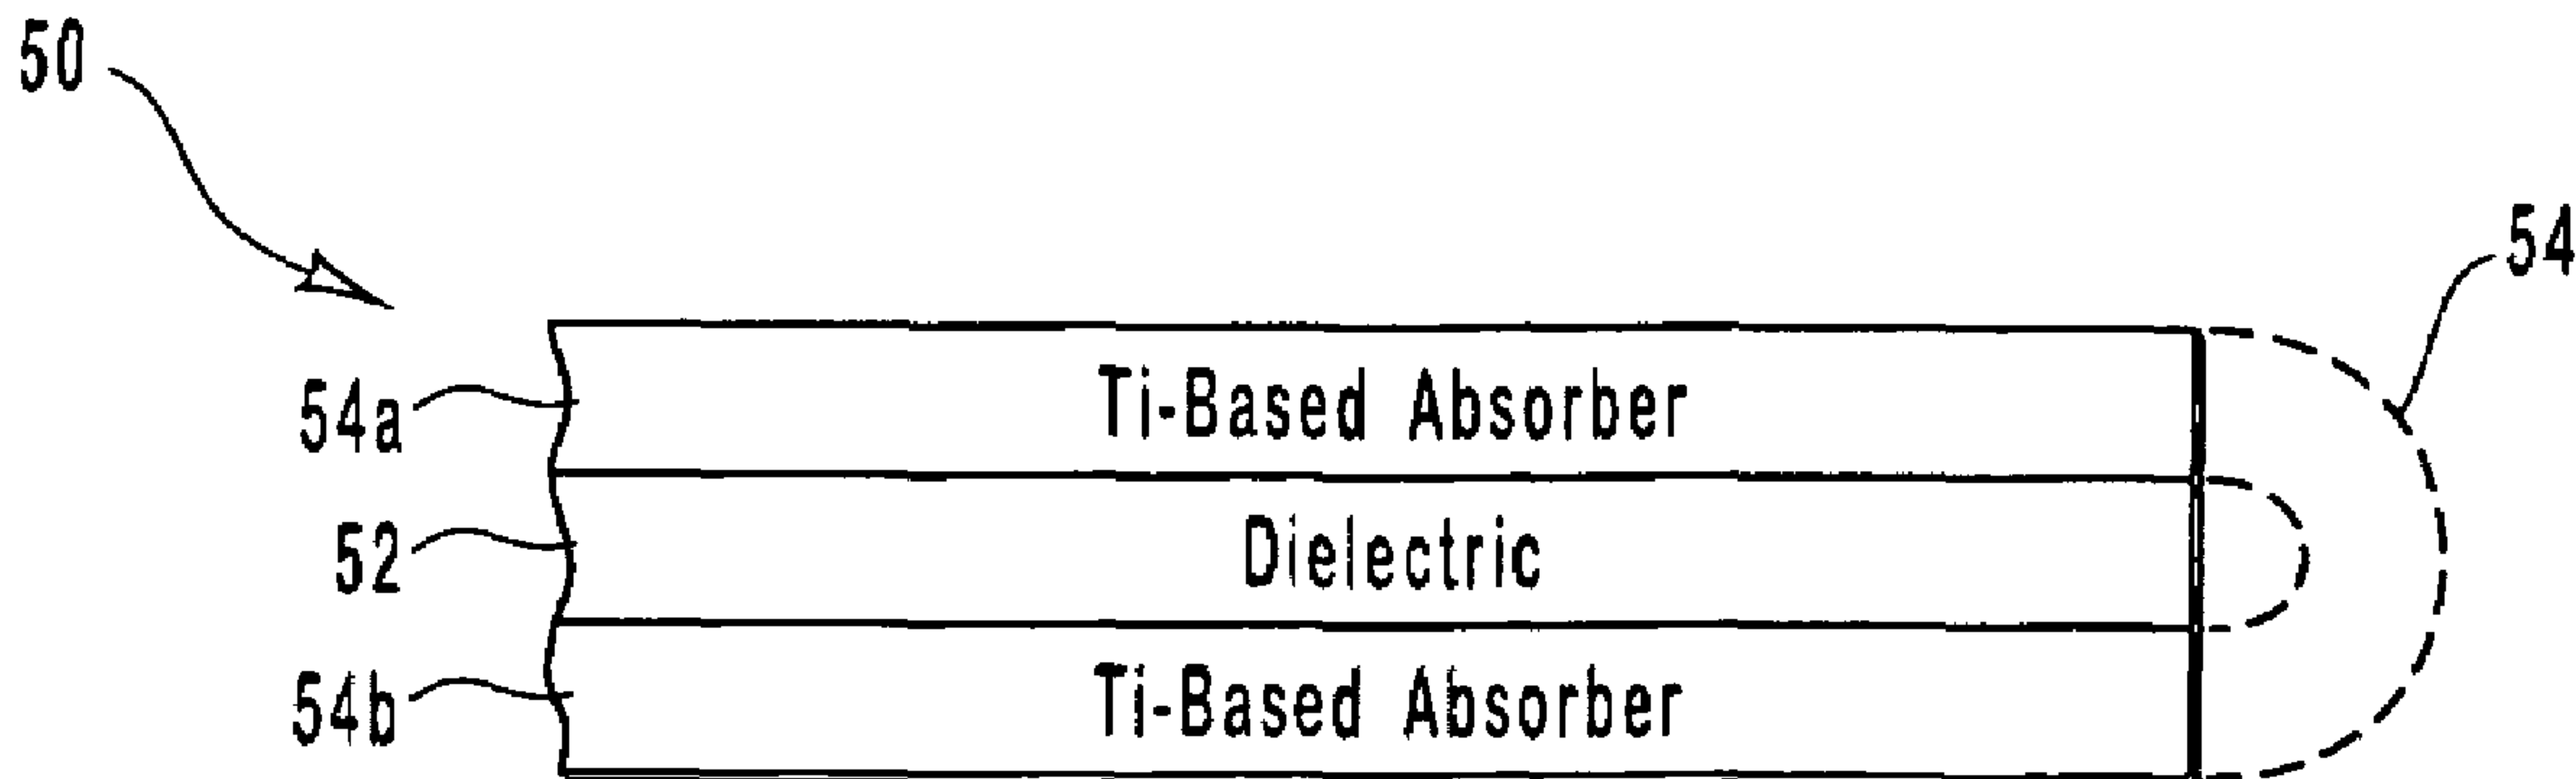 50
54
54a Ti-Based Absorber
52 Dielectric
54b Ti-Based Absorber